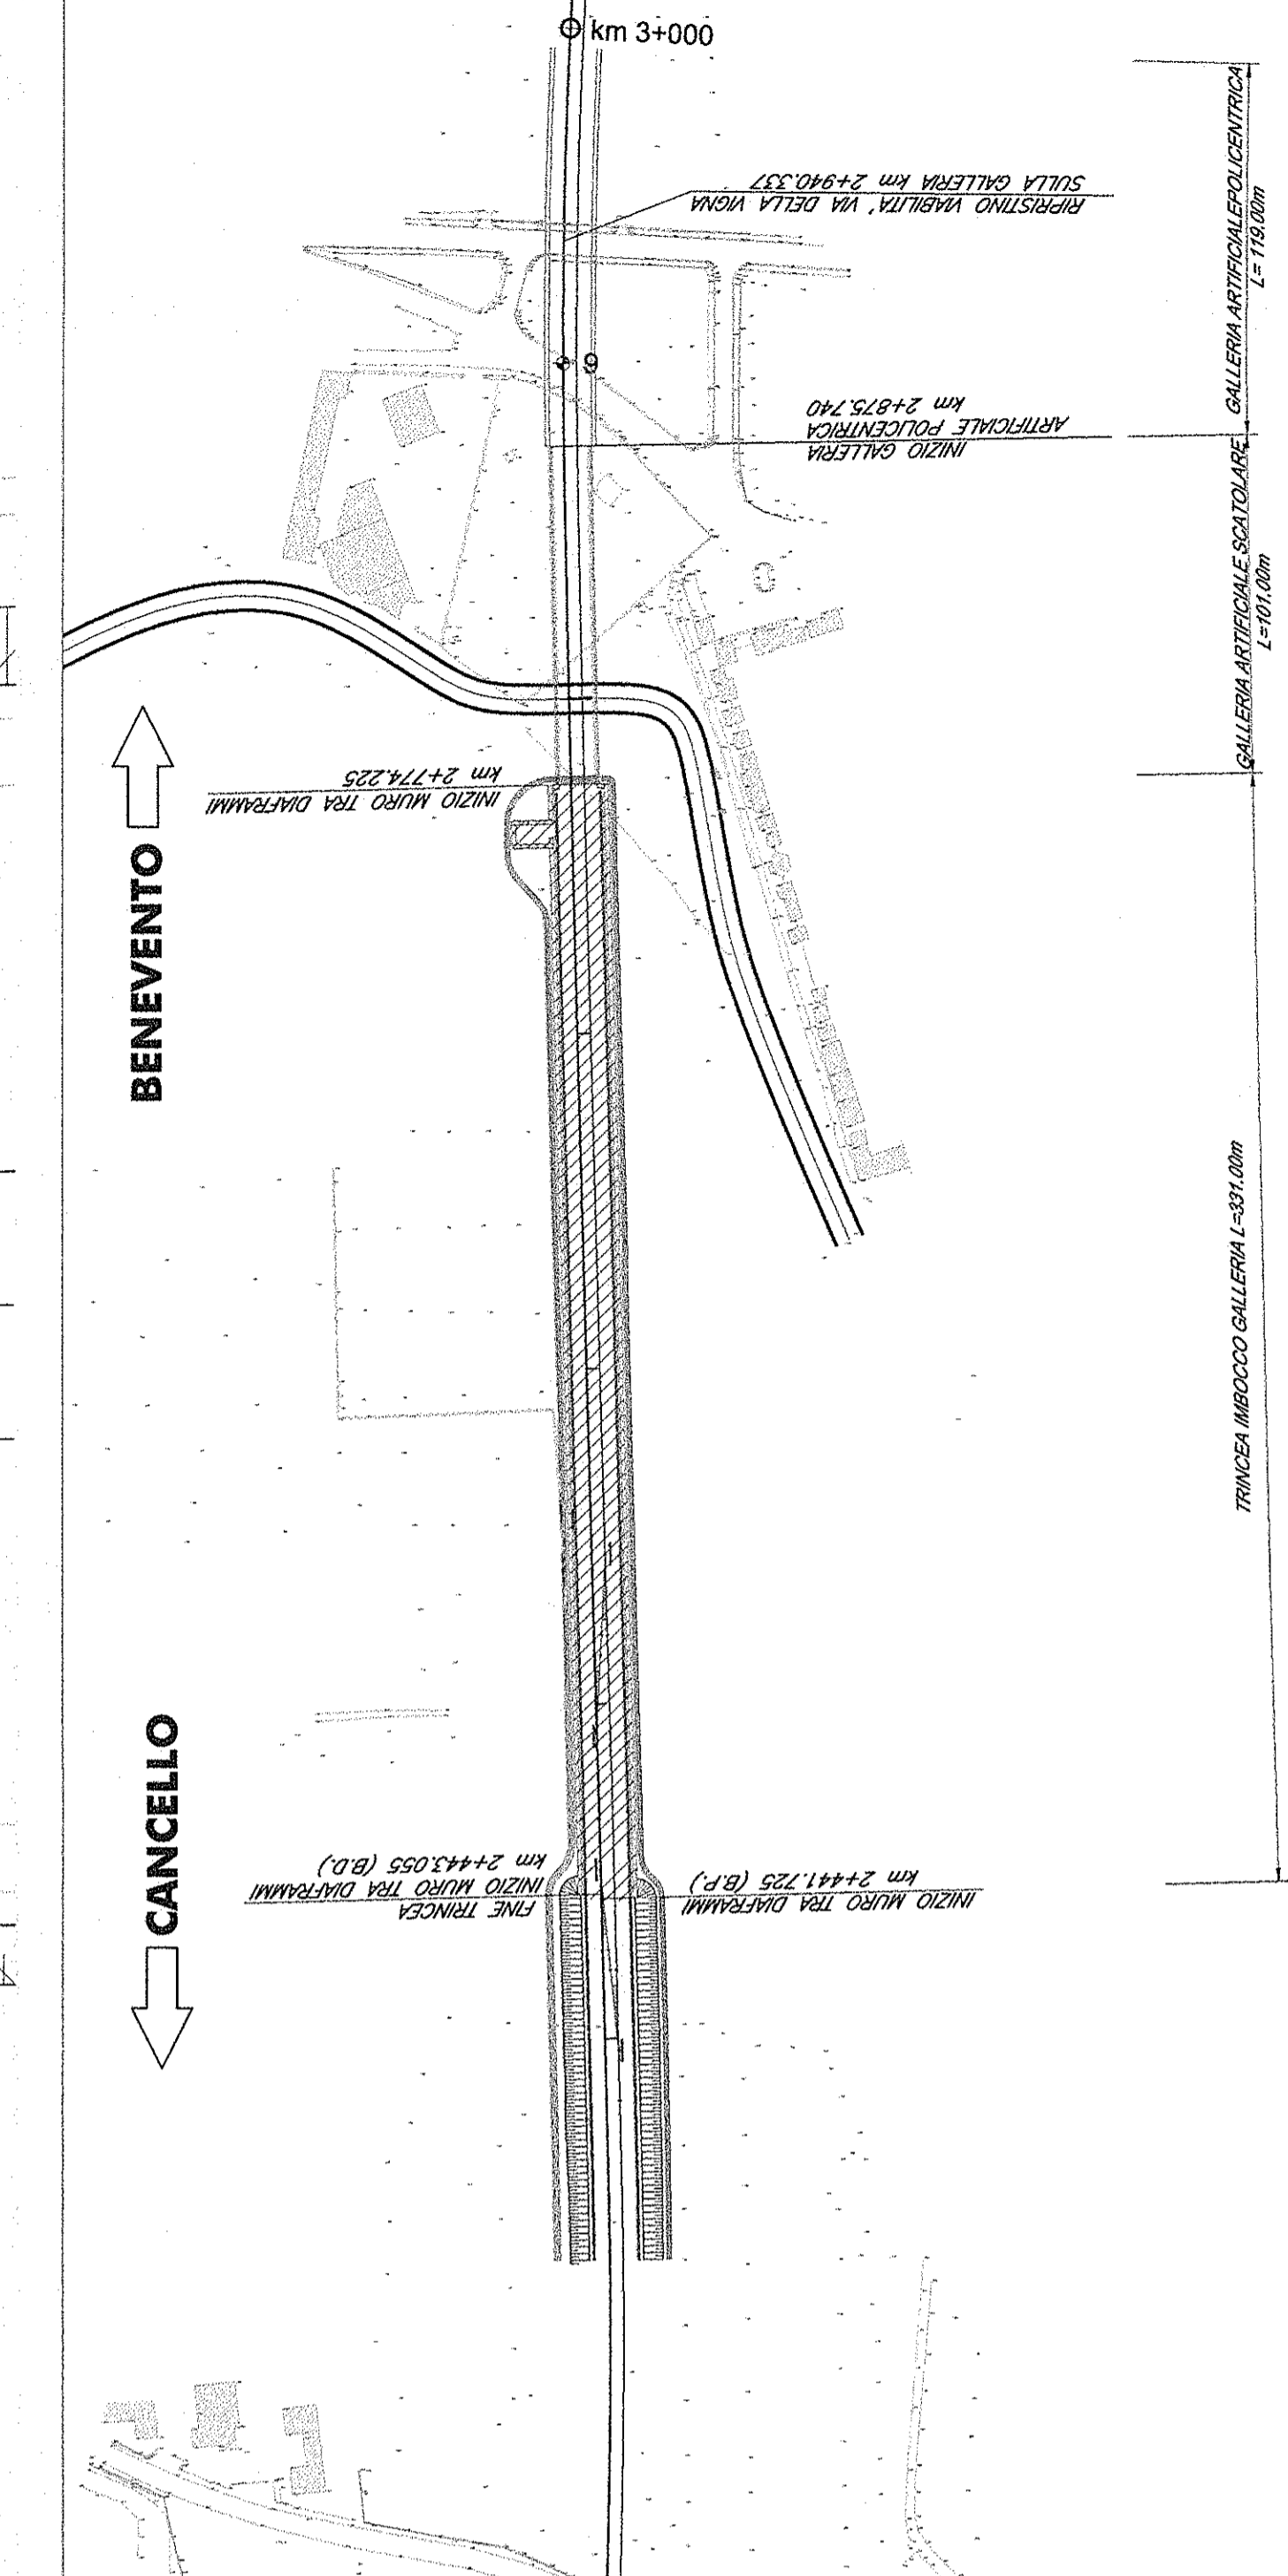 km 3+000
RIPRISTINO VIABILITA' VIA DELLA VIGNA
SULLA GALLERIA km 2+940.337
9
INIZIO GALLERIA
ARTIFICIALE POLICENTRICA
km 2+875.740
INIZIO MURO TRA DIAFRAMMI
km 2+774.225
BENEVENTO
CANCELLO
FINE TRINCEA
INIZIO MURO TRA DIAFRAMMI
km 2+443.055 (B.D.)
INIZIO MURO TRA DIAFRAMMI
km 2+441.725 (B.P.)
TRINCEA IMBOCCO GALLERIA L=331.00m
GALLERIA ARTIFICIALE SCATOLARE
L=101.00m
GALLERIA ARTIFICIALEPOLICENTRICA
L= 119.00m